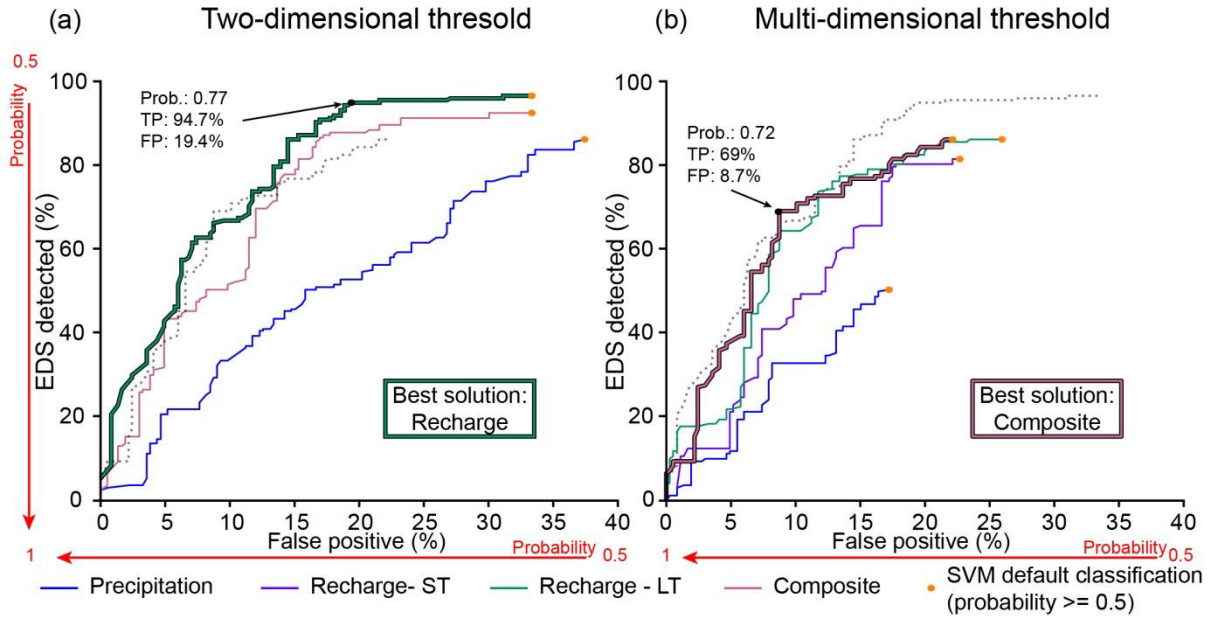 (a) Two-dimensional thresold
(b) Multi-dimensional threshold
0.5
Probability
1
EDS detected (%)
100
80
60
40
20
0
Prob.: 0.77
TP: 94.7%
FP: 19.4%
Best solution:
Recharge
0 5 10 15 20 25 30 35 40
False positive (%)
1
Probability
0.5
EDS detected (%)
100
80
60
40
20
0
Prob.: 0.72
TP: 69%
FP: 8.7%
Best solution:
Composite
0 5 10 15 20 25 30 35 40
False positive (%)
1
Probability
0.5
Precipitation
Recharge- ST
Recharge - LT
Composite
SVM default classification
(probability >= 0.5)